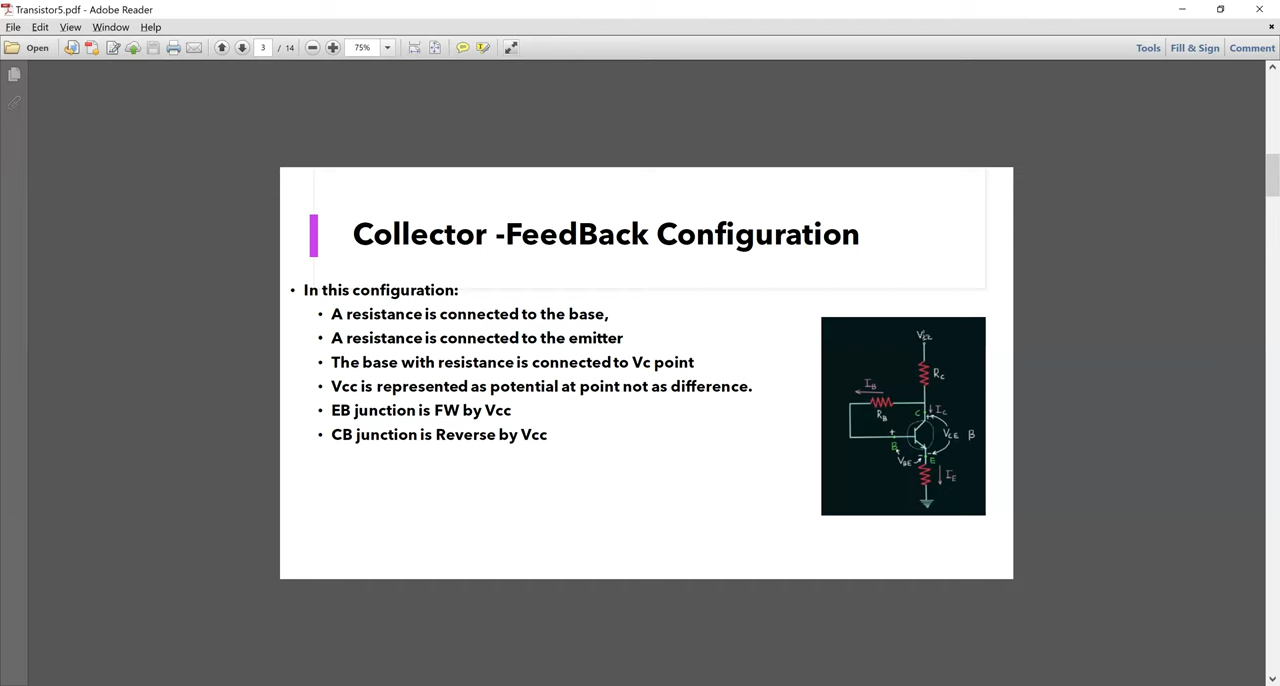 Transistor5.pdf - Adobe Reader
File Edit View Window Help
Open 3 / 14 75% Tools Fill & Sign Comment
Collector -FeedBack Configuration
• In this configuration:
• A resistance is connected to the base,
• A resistance is connected to the emitter
• The base with resistance is connected to Vc point
• Vcc is represented as potential at point not as difference.
• EB junction is FW by Vcc
• CB junction is Reverse by Vcc
RC
IB
RB
C IC
+
B
VCE β
VBE E
IE